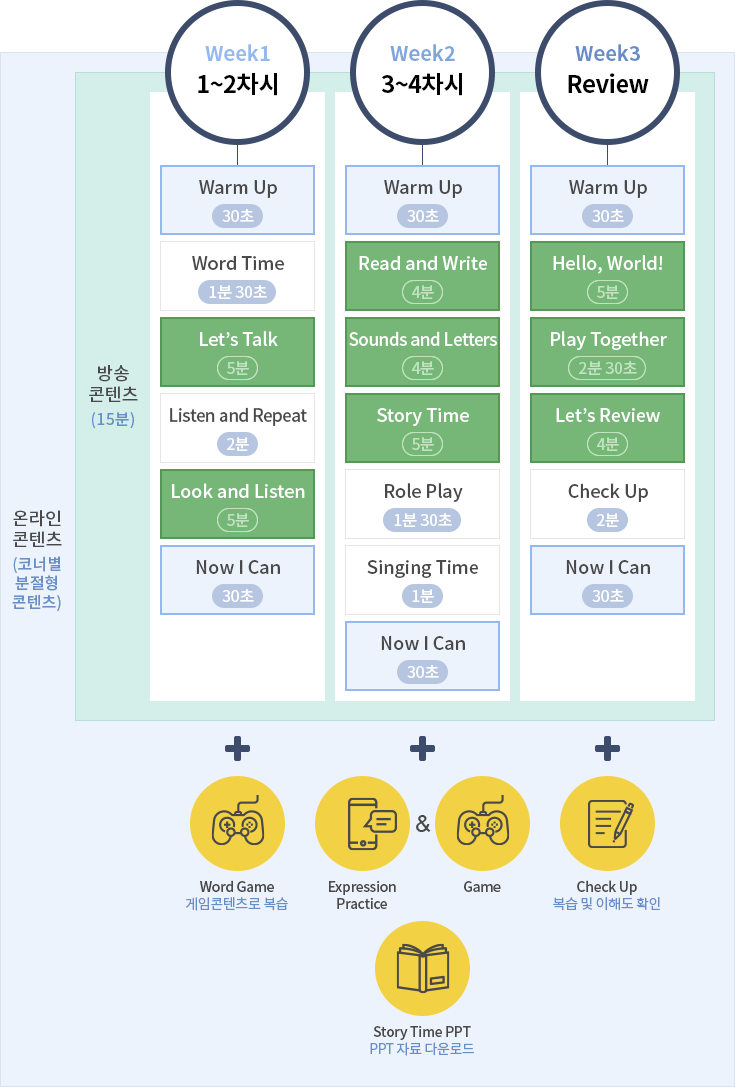 Week1
1~2차시
Week2
3~4차시
Week3
Review
방송
콘텐츠
(15분)
온라인
콘텐츠
(코너별
분절형
콘텐츠)
Warm Up
30초
Word Time
1분 30초
Let’s Talk
5분
Listen and Repeat
2분
Look and Listen
5분
Now I Can
30초
Warm Up
30초
Read and Write
4분
Sounds and Letters
4분
Story Time
5분
Role Play
1분 30초
Singing Time
1분
Now I Can
30초
Warm Up
30초
Hello, World!
5분
Play Together
2분 30초
Let’s Review
4분
Check Up
2분
Now I Can
30초
Word Game
게임콘텐츠로 복습
Expression
Practice
&
Game
Check Up
복습 및 이해도 확인
Story Time PPT
PPT 자료 다운로드